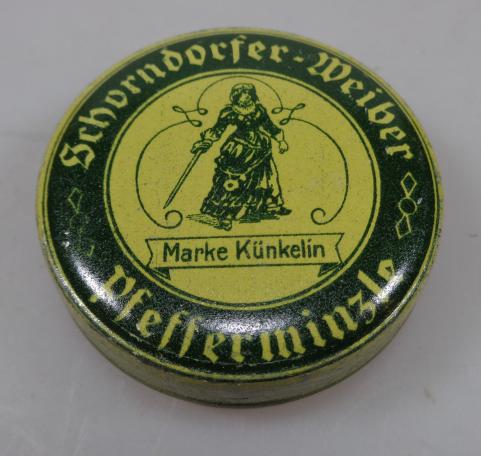 Schorndorfer-Weiber
Marke Künkelin
Pfefferminzle